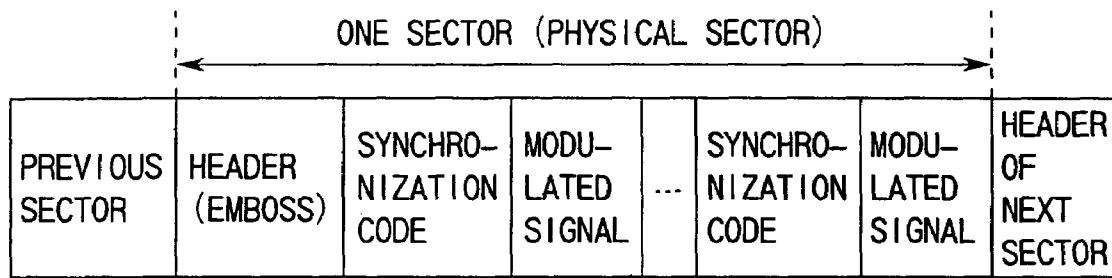 ONE SECTOR (PHYSICAL SECTOR)
PREVIOUS
SECTOR
HEADER
(EMBOSS)
SYNCHRO-
NIZATION
CODE
MODU-
LATED
SIGNAL
...
SYNCHRO-
NIZATION
CODE
MODU-
LATED
SIGNAL
HEADER
OF
NEXT
SECTOR